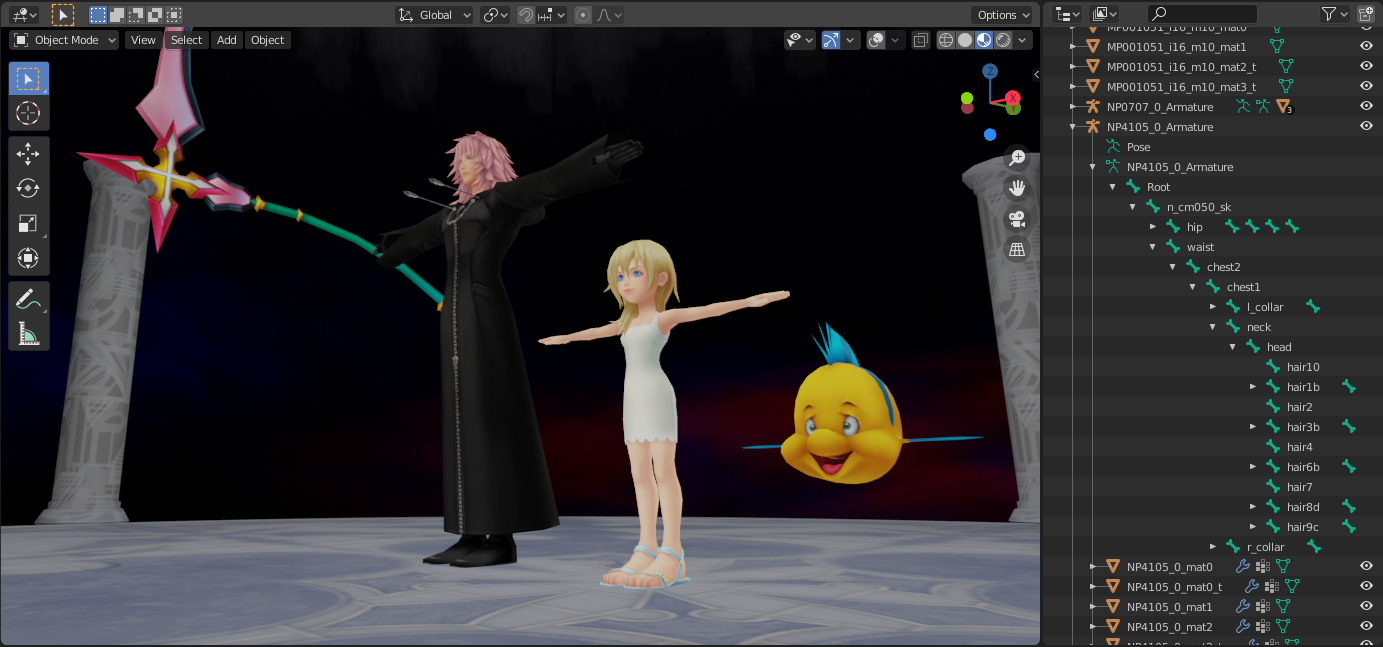 Global
Options
Object Mode
View
Select
Add
Object
Z
X
MP001051_i16_m10_mat0
MP001051_i16_m10_mat1
MP001051_i16_m10_mat2_t
MP001051_i16_m10_mat3_t
NP0707_0_Armature
3
NP4105_0_Armature
Pose
NP4105_0_Armature
Root
n_cm050_sk
hip
waist
chest2
chest1
l_collar
neck
head
hair10
hair1b
hair2
hair3b
hair4
hair6b
hair7
hair8d
hair9c
r_collar
NP4105_0_mat0
NP4105_0_mat0_t
NP4105_0_mat1
NP4105_0_mat2